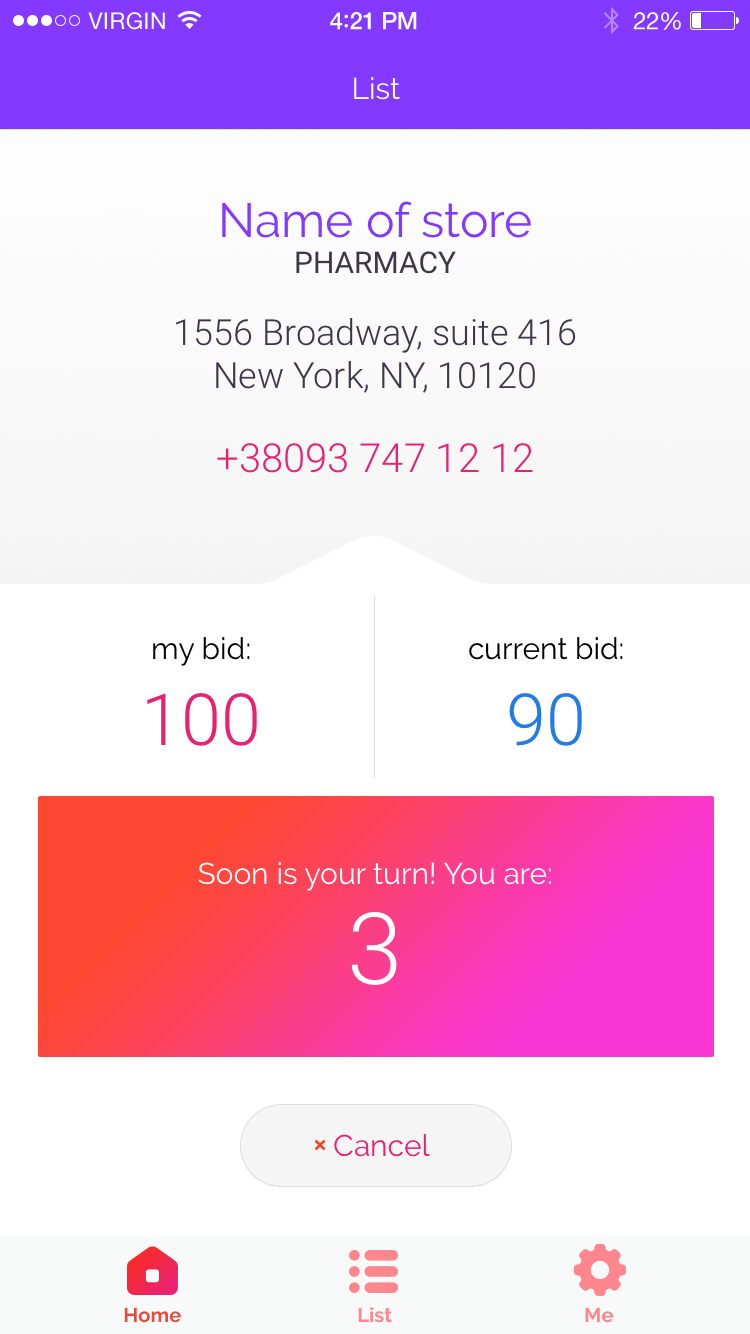 VIRGIN 4:21 PM 22%
List
Name of store
PHARMACY
1556 Broadway, suite 416
New York, NY, 10120
+38093 747 12 12
my bid: current bid:
100 90
Soon is your turn! You are:
3
× Cancel
Home List Me